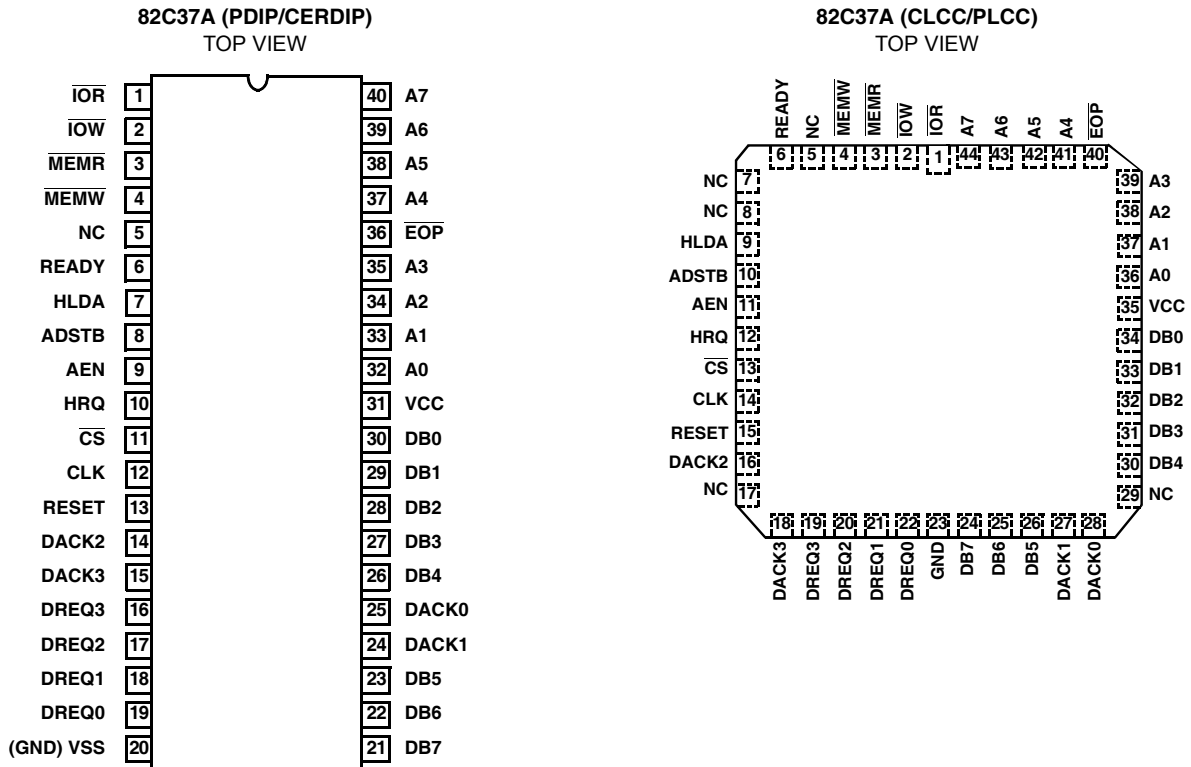 82C37A (PDIP/CERDIP)
TOP VIEW
IOR 1
IOW 2
MEMR 3
MEMW 4
NC 5
READY 6
HLDA 7
ADSTB 8
AEN 9
HRQ 10
CS 11
CLK 12
RESET 13
DACK2 14
DACK3 15
DREQ3 16
DREQ2 17
DREQ1 18
DREQ0 19
(GND) VSS 20
40 A7
39 A6
38 A5
37 A4
36 EOP
35 A3
34 A2
33 A1
32 A0
31 VCC
30 DB0
29 DB1
28 DB2
27 DB3
26 DB4
25 DACK0
24 DACK1
23 DB5
22 DB6
21 DB7
82C37A (CLCC/PLCC)
TOP VIEW
READY NC MEMW MEMR IOW IOR A7 A6 A5 A4 EOP
6 5 4 3 2 1 44 43 42 41 40
NC 7
NC 8
HLDA 9
ADSTB 10
AEN 11
HRQ 12
CS 13
CLK 14
RESET 15
DACK2 16
NC 17
39 A3
38 A2
37 A1
36 A0
35 VCC
34 DB0
33 DB1
32 DB2
31 DB3
30 DB4
29 NC
18 19 20 21 22 23 24 25 26 27 28
DACK3 DREQ3 DREQ2 DREQ1 DREQ0 GND DB7 DB6 DB5 DACK1 DACK0